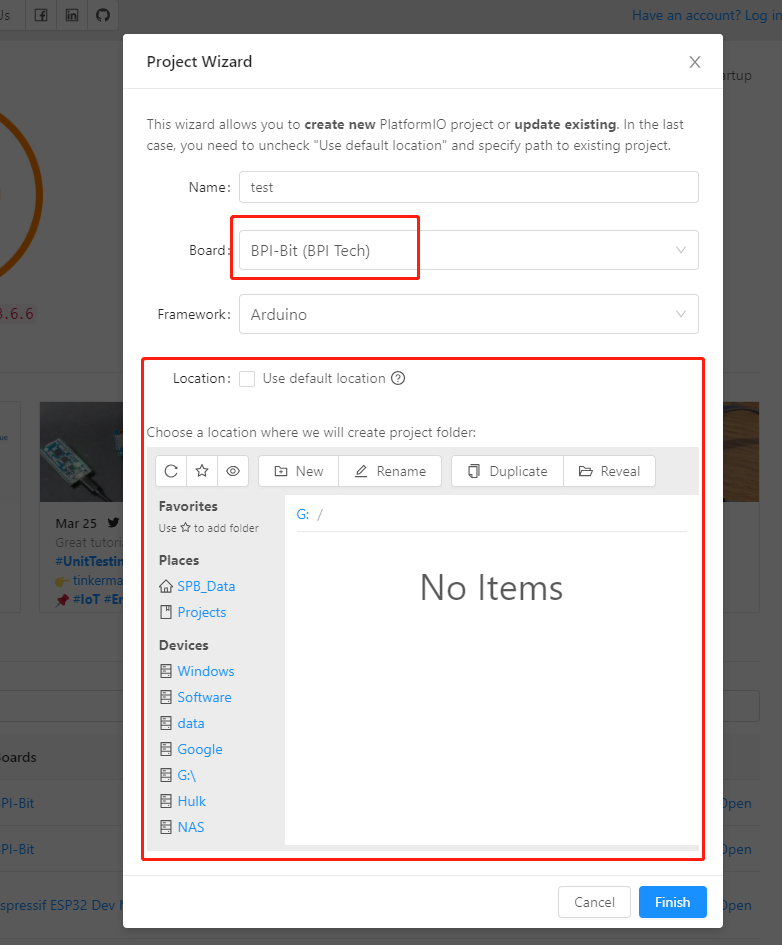 Us
Have an account? Log in
Project Wizard
This wizard allows you to create new PlatformIO project or update existing. In the last
case, you need to uncheck "Use default location" and specify path to existing project.
Name:
test
Board:
BPI-Bit (BPI Tech)
Framework:
Arduino
3.6.6
Location:
Use default location
Choose a location where we will create project folder:
New
Rename
Duplicate
Reveal
Favorites
Use ☆ to add folder
Places
SPB_Data
Projects
Devices
Windows
Software
data
Google
G:\
Hulk
NAS
G: /
No Items
Mar 25
Great tutoria
#UnitTestin
tinkerma
#IoT #E
Boards
PI-Bit
Open
PI-Bit
Open
spressif ESP32 Dev
Open
Cancel
Finish